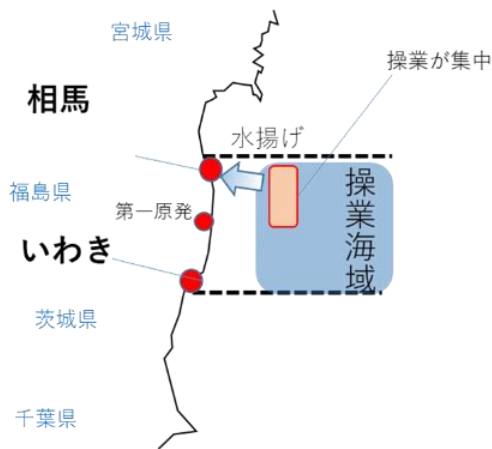 宮城県
操業が集中
相馬
水揚げ
福島県
第一原発
操業海域
いわき
茨城県
千葉県